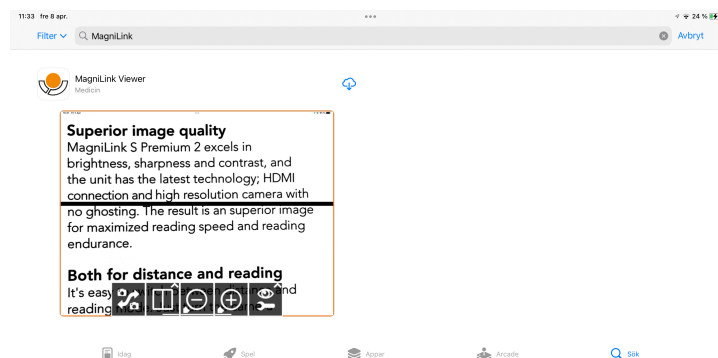 11:33 fre 8 apr.
24 %
Filter
MagniLink
Avbryt
MagniLink Viewer
Medicin
Superior image quality
MagniLink S Premium 2 excels in
brightness, sharpness and contrast, and
the unit has the latest technology; HDMI
connection and high resolution camera with
no ghosting. The result is an superior image
for maximized reading speed and reading
endurance.
Both for distance and reading
It's easy
and
reading
Idag
Spel
Appar
Arcade
Sök